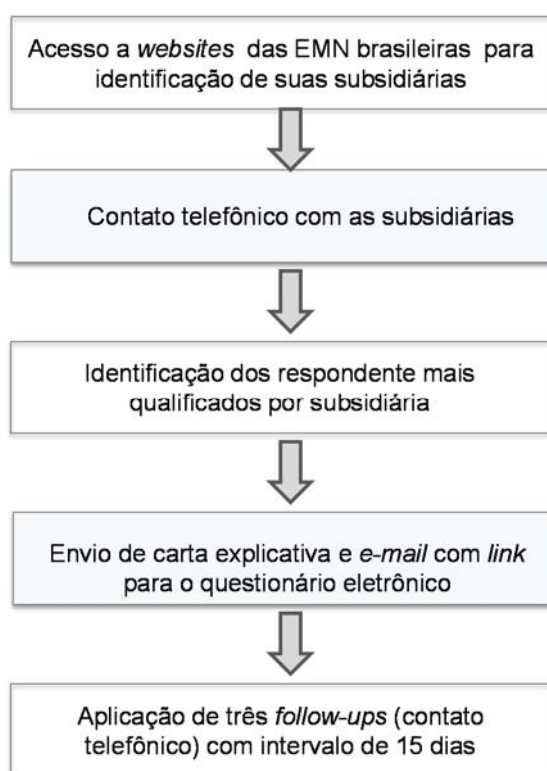 Acesso a websites das EMN brasileiras para
identificação de suas subsidiárias
Contato telefônico com as subsidiárias
Identificação dos respondente mais
qualificados por subsidiária
Envio de carta explicativa e e-mail com link
para o questionário eletrônico
Aplicação de três follow-ups (contato
telefônico) com intervalo de 15 dias